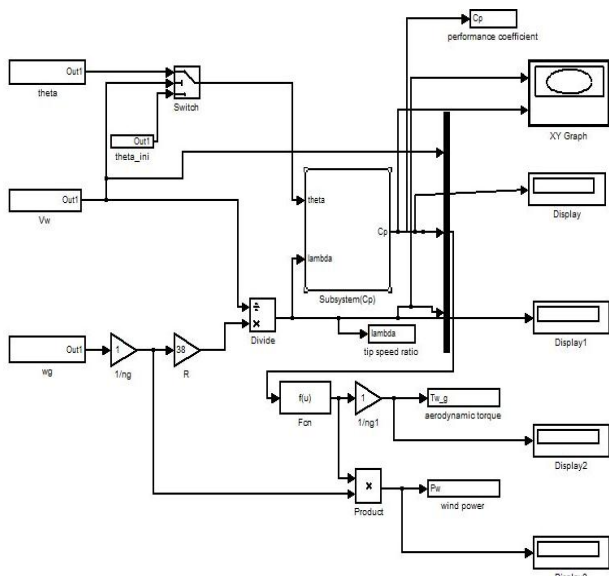 Cp
performance coefficient
Out1
theta
Switch
XY Graph
Out1
theta_ini
theta
Display
Out1
Vw
Cp
lambda
Subsystem(Cp)
÷
×
Divide
lambda
tip speed ratio
Display1
Out1
wg
1
1/ng
38
R
f(u)
Fcn
1
1/ng1
Tw_g
aerodynamic torque
Display2
×
Product
Pw
wind power